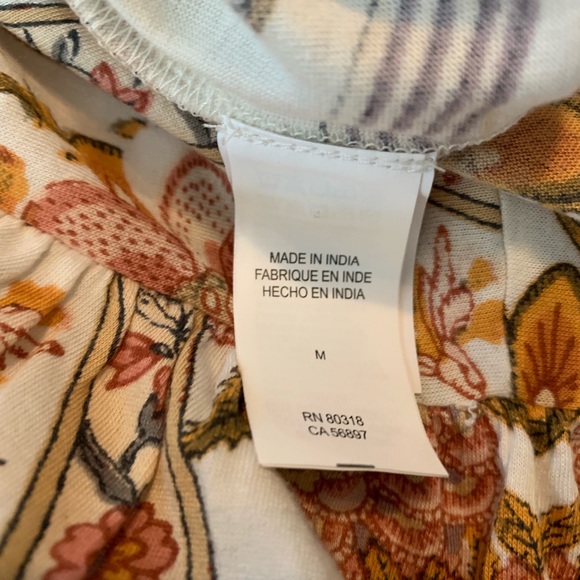 MADE IN INDIA
FABRIQUE EN INDE
HECHO EN INDIA
M
RN 80318
CA 56897